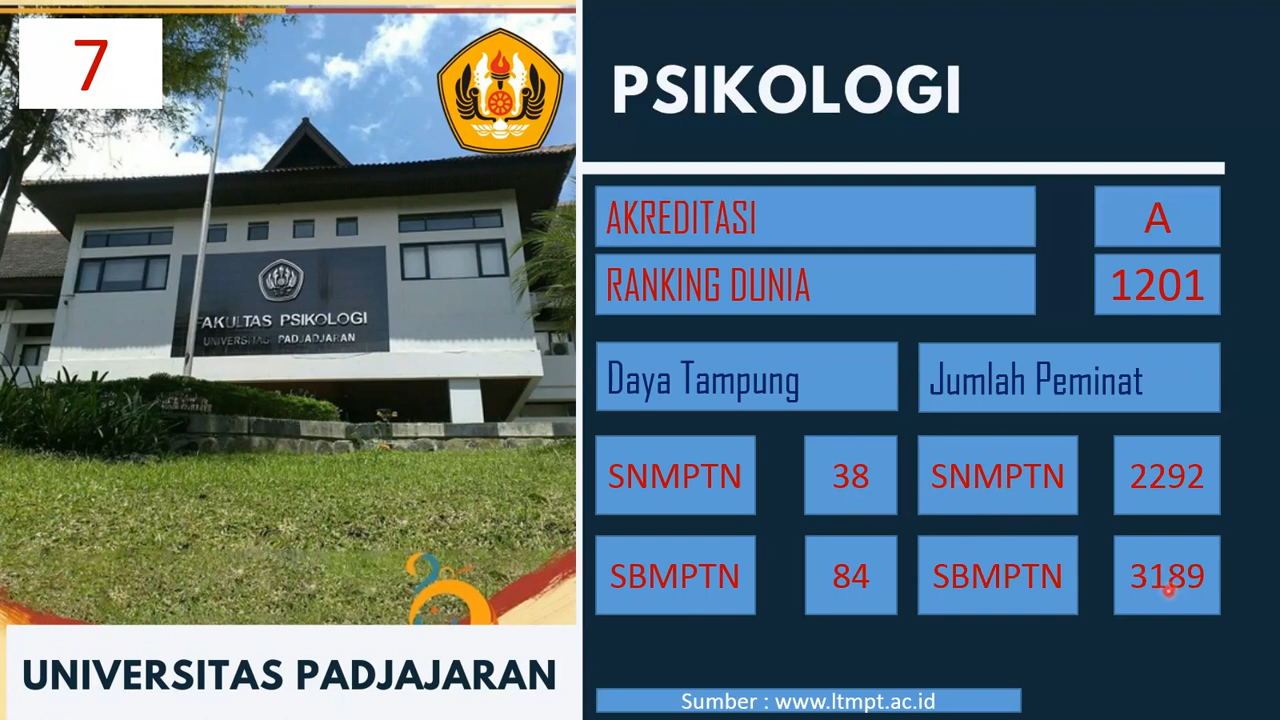 7
FAKULTAS PSIKOLOGI
UNIVERSITAS PADJADJARAN
UNIVERSITAS PADJAJARAN
PSIKOLOGI
AKREDITASI A
RANKING DUNIA 1201
Daya Tampung Jumlah Peminat
SNMPTN 38 SNMPTN 2292
SBMPTN 84 SBMPTN 3189
Sumber : www.ltmpt.ac.id